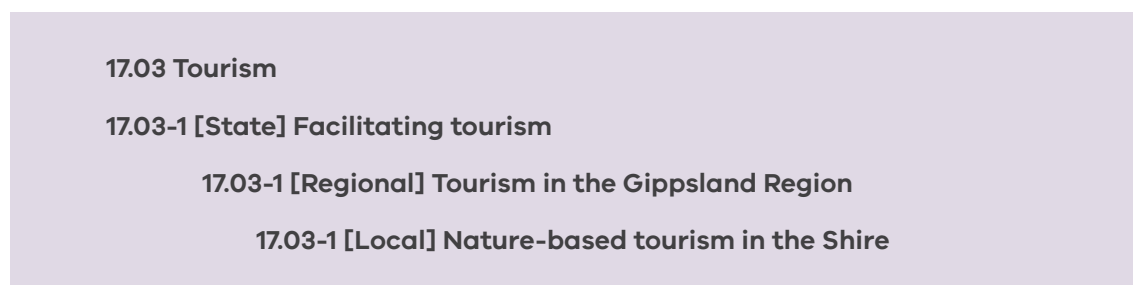 17.03 Tourism
17.03-1 [State] Facilitating tourism
17.03-1 [Regional] Tourism in the Gippsland Region
17.03-1 [Local] Nature-based tourism in the Shire